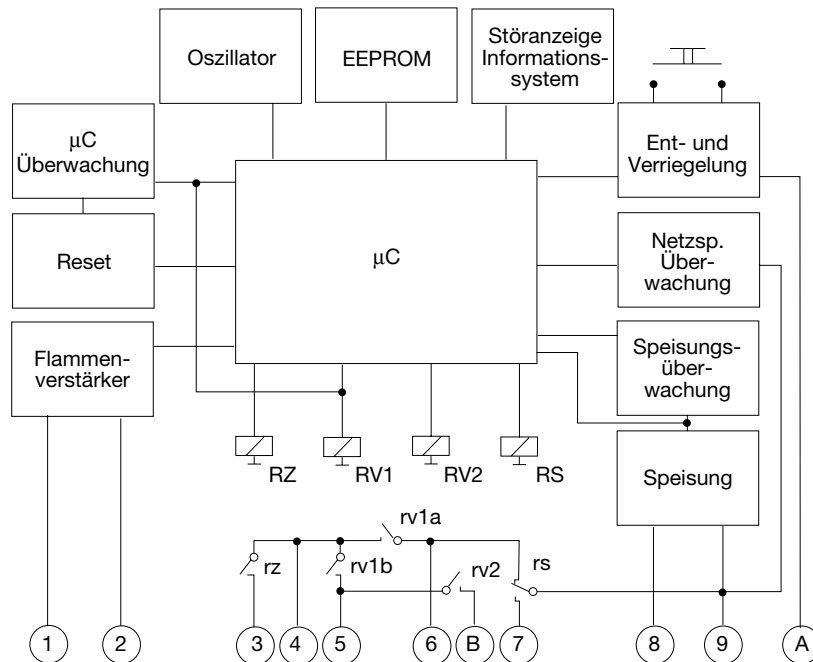 Oszillator
EEPROM
Störanzeige
Informations-
system
µC
Überwachung
Ent- und
Verriegelung
Reset
µC
Netzsp.
Über-
wachung
Flammen-
verstärker
Speisungs-
über-
wachung
RZ
RV1
RV2
RS
Speisung
rv1a
rz
rv1b
rv2
rs
1
2
3
4
5
6
B
7
8
9
A